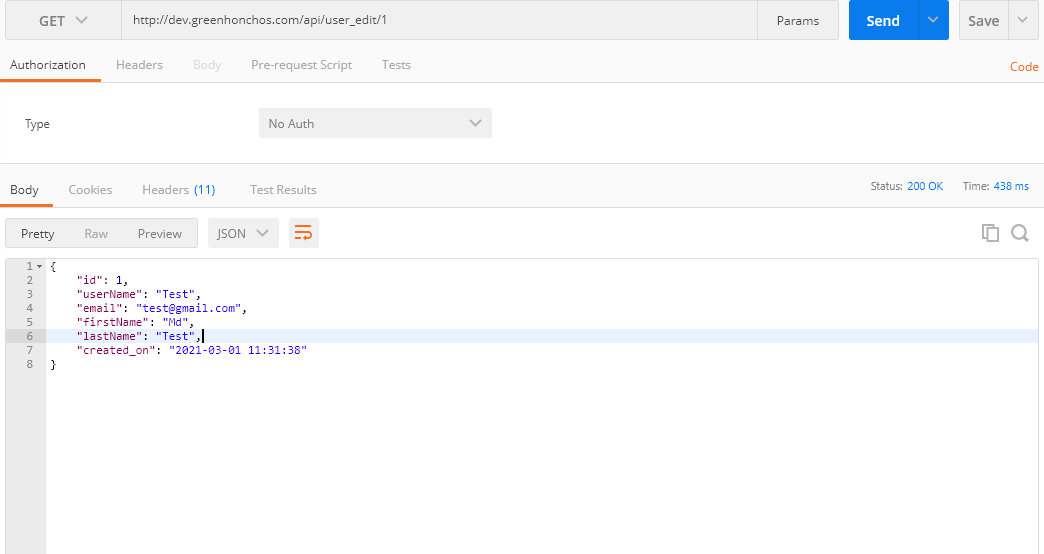 GET http://dev.greenhonchos.com/api/user_edit/1 Params Send Save
Authorization Headers Body Pre-request Script Tests Code
Type No Auth
Body Cookies Headers (11) Test Results Status: 200 OK Time: 438 ms
Pretty Raw Preview JSON
1 {
2 "id": 1,
3 "userName": "Test",
4 "email": "test@gmail.com",
5 "firstName": "Md",
6 "lastName": "Test",
7 "created_on": "2021-03-01 11:31:38"
8 }